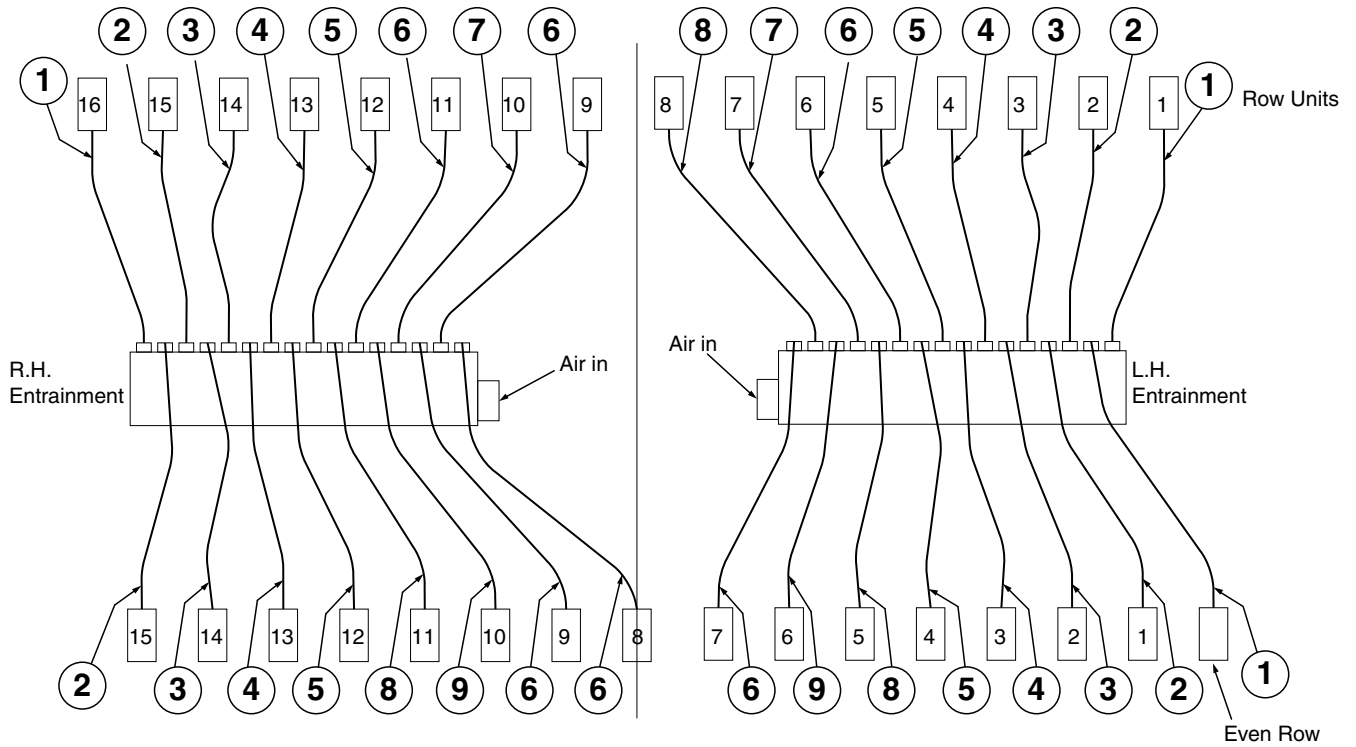 2 3 4 5 6 7 6 8 7 6 5 4 3 2
1 1
16 15 14 13 12 11 10 9 8 7 6 5 4 3 2 1 Row Units
Air in Air in
R.H.
Entrainment
L.H.
Entrainment
15 14 13 12 11 10 9 8 7 6 5 4 3 2 1
2 3 4 5 8 9 6 6 6 9 8 5 4 3 2 1
Even Row